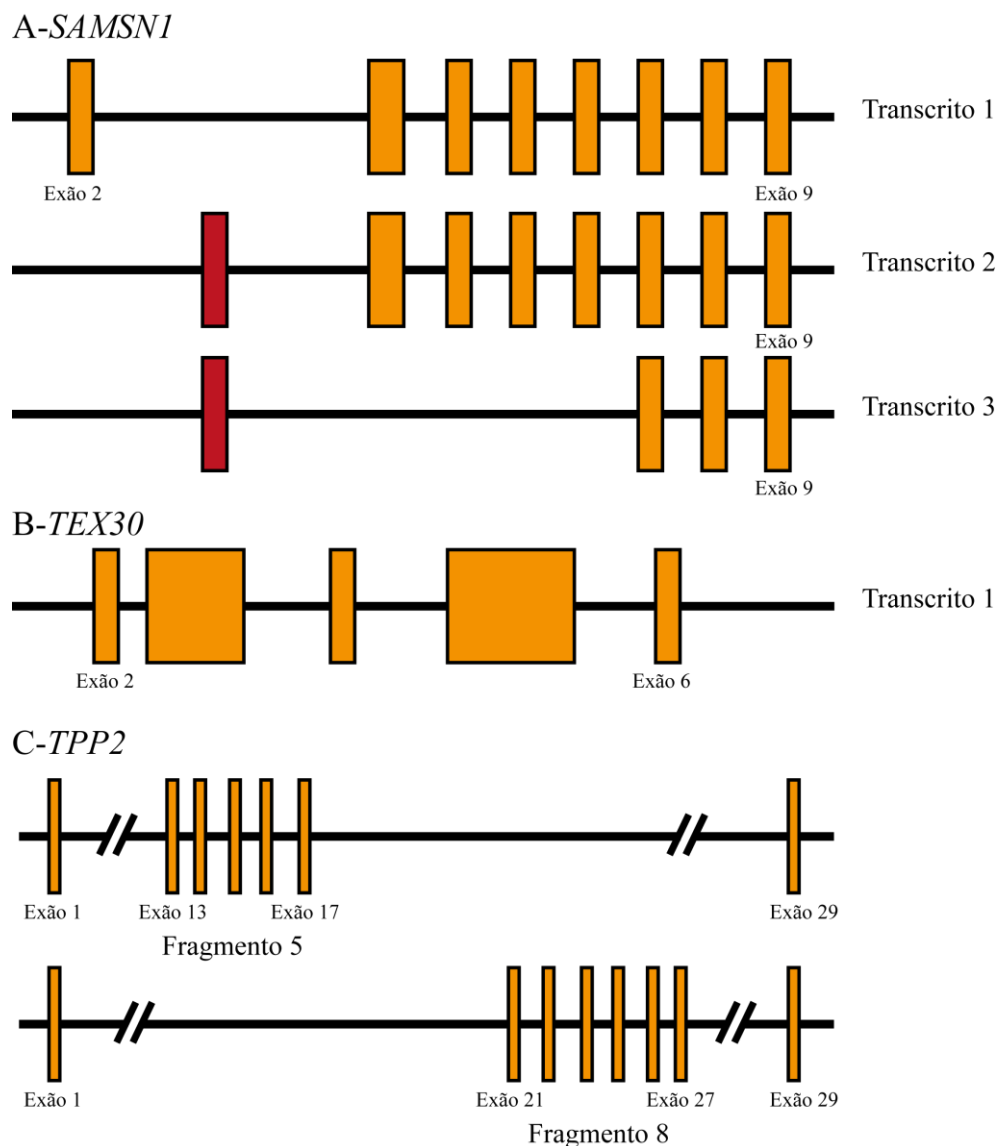 A-SAMSN1
Transcrito 1
Exão 2 Exão 9
Transcrito 2
Exão 9
Transcrito 3
Exão 9
B-TEX30
Transcrito 1
Exão 2 Exão 6
C-TPP2
Exão 1 Exão 13 Exão 17 Exão 29
Fragmento 5
Exão 1 Exão 21 Exão 27 Exão 29
Fragmento 8